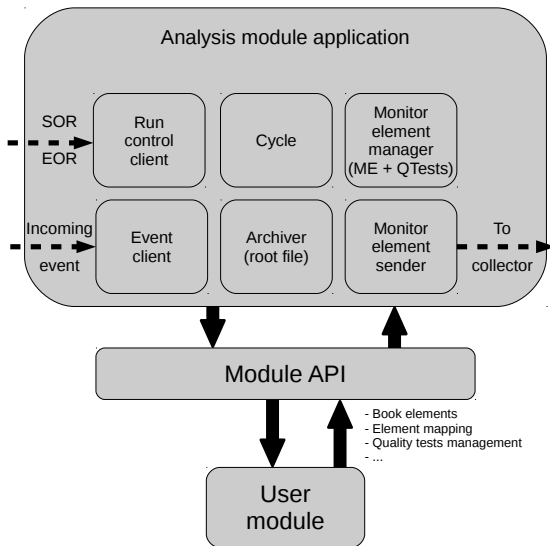 Analysis module application
SOR
EOR
Run
control
client
Cycle
Monitor
element
manager
(ME + QTests)
Incoming
event
Event
client
Archiver
(root file)
Monitor
element
sender
To
collector
Module API
- Book elements
- Element mapping
- Quality tests management
- ...
User
module